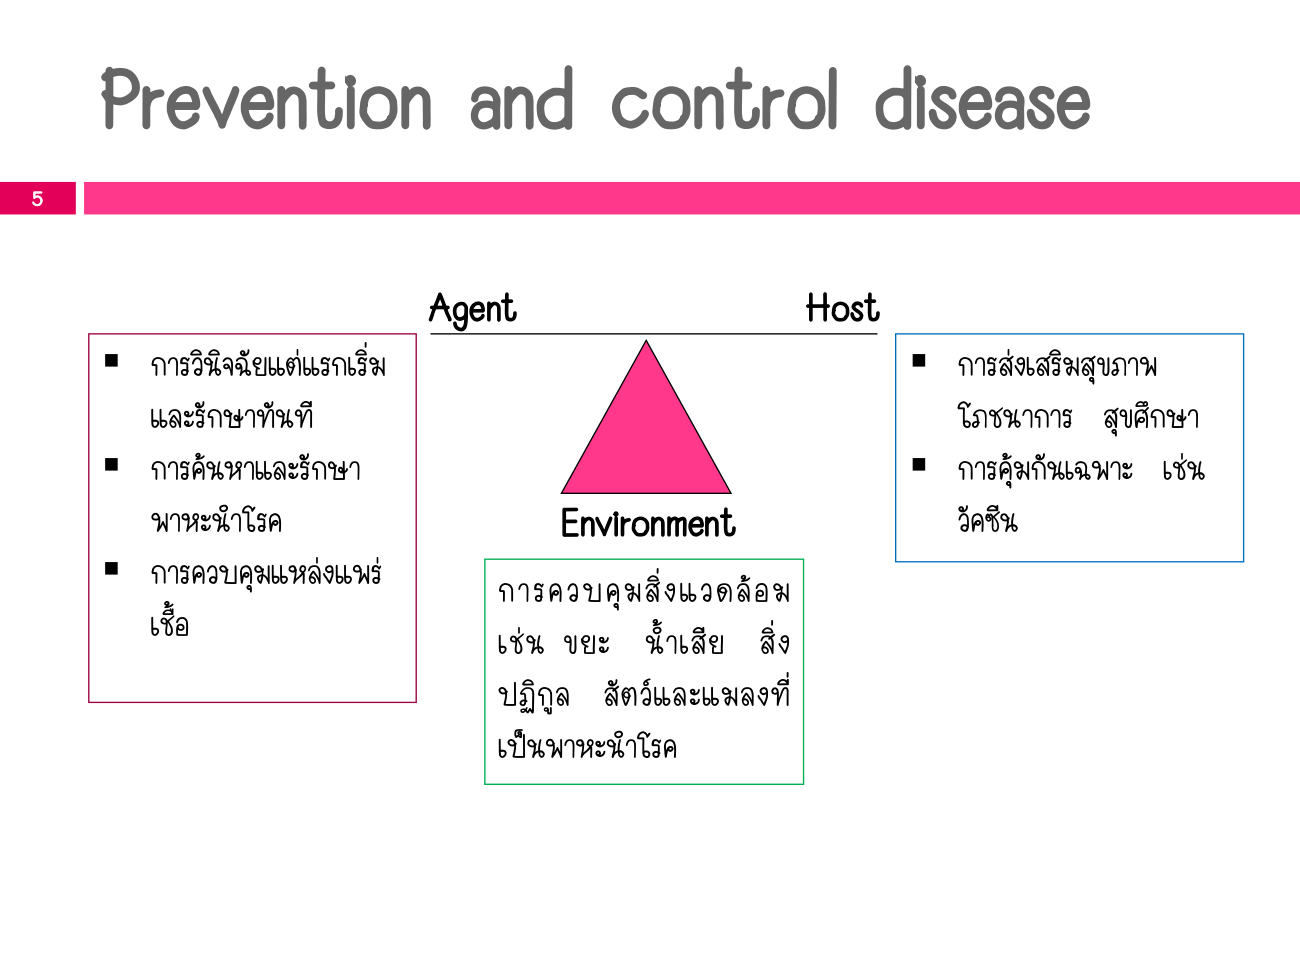 Prevention and control disease
5
Agent
Host
▪ การวินิจฉัยแต่แรกเริ่ม
และรักษาทันที
▪ การค้นหาและรักษา
พาหะนำโรค
▪ การควบคุมแหล่งแพร่
เชื้อ
▪ การส่งเสริมสุขภาพ
โภชนาการ สุขศึกษา
▪ การคุ้มกันเฉพาะ เช่น
วัคซีน
Environment
การควบคุมสิ่งแวดล้อม
เช่น ขยะ น้ำเสีย สิ่ง
ปฏิกูล สัตว์และแมลงที่
เป็นพาหะนำโรค